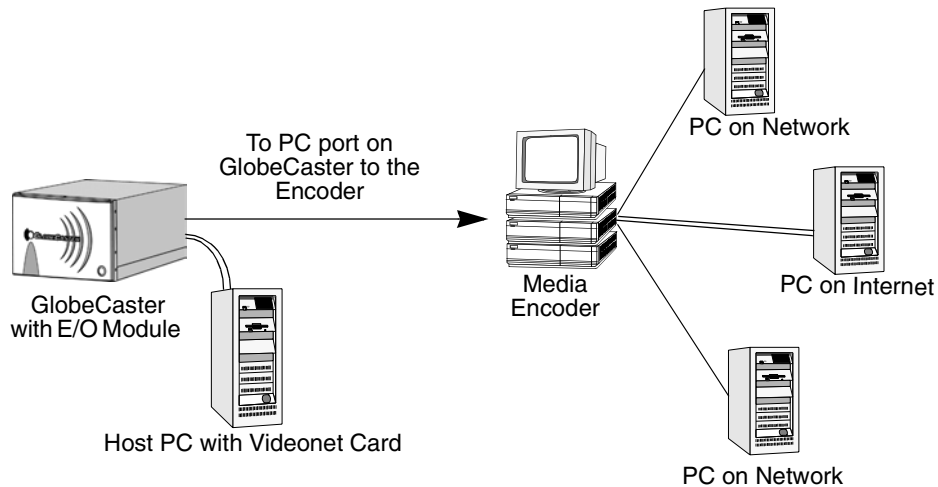 PC on Network
To PC port on
GlobeCaster to the
Encoder
GLOBECASTER
GlobeCaster
with E/O Module
Media
Encoder
PC on Internet
Host PC with Videonet Card
PC on Network